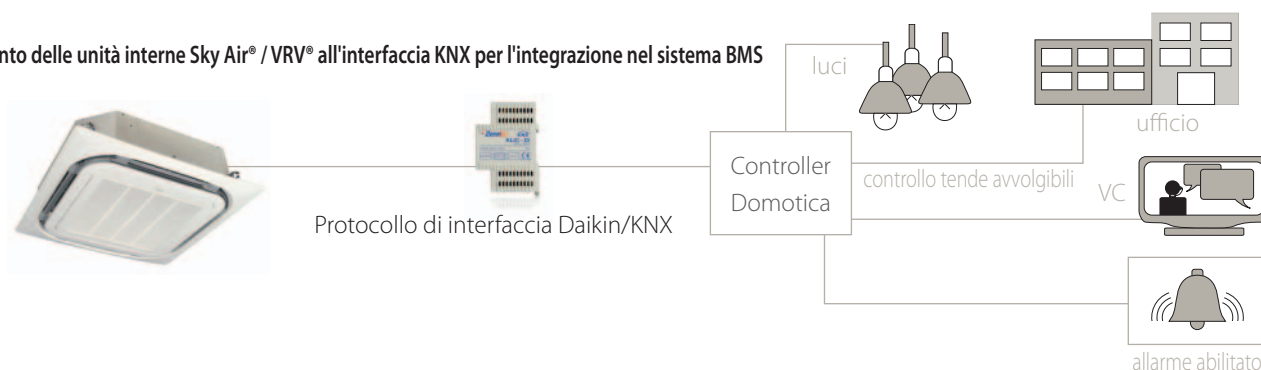 nto delle unità interne Sky Air® / VRV® all'interfaccia KNX per l'integrazione nel sistema BMS
luci
ufficio
Controller
Domotica
controllo tende avvolgibili
VC
Protocollo di interfaccia Daikin/KNX
allarme abilitato